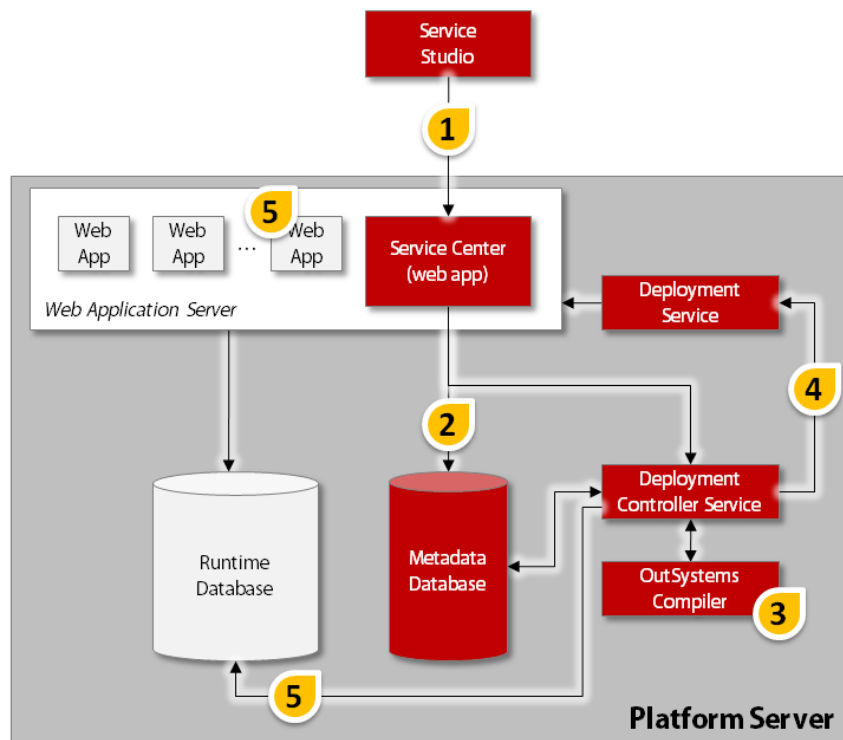 Service
Studio
1
5
Web
App
Web
App
...
Web
App
Service Center
(web app)
Web Application Server
Deployment
Service
4
2
Runtime
Database
Metadada
Database
Deployment
Controller Service
OutSystems
Compiler
3
5
Platform Server